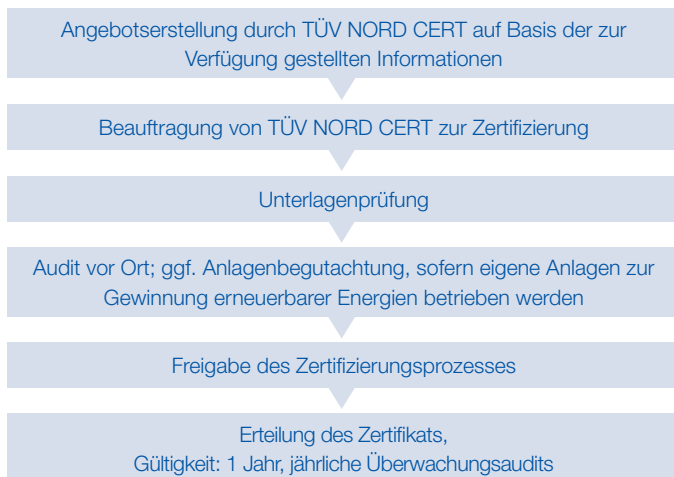 Angebotserstellung durch TÜV NORD CERT auf Basis der zur
Verfügung gestellten Informationen
Beauftragung von TÜV NORD CERT zur Zertifizierung
Unterlagenprüfung
Audit vor Ort; ggf. Anlagenbegutachtung, sofern eigene Anlagen zur
Gewinnung erneuerbarer Energien betrieben werden
Freigabe des Zertifizierungsprozesses
Erteilung des Zertifikats,
Gültigkeit: 1 Jahr, jährliche Überwachungsaudits